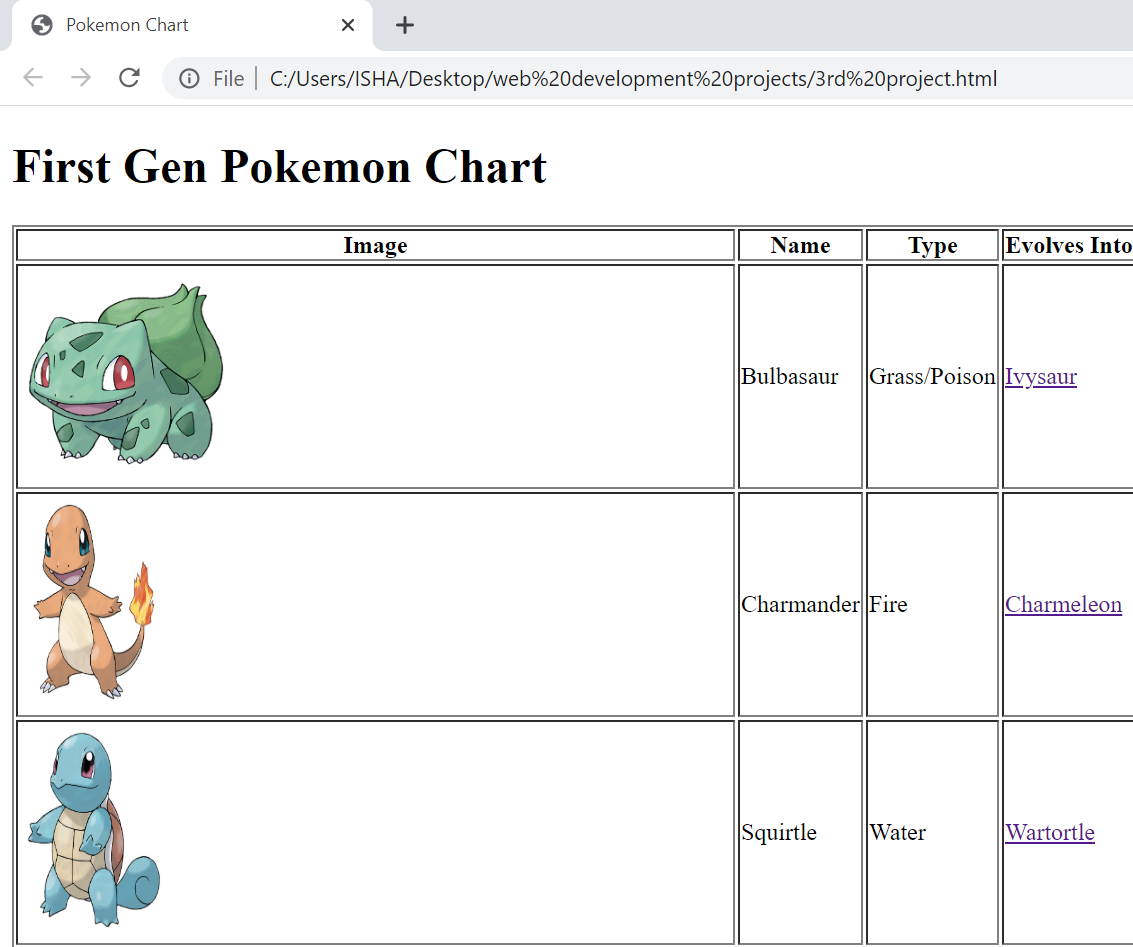 Pokemon Chart
File C:/Users/ISHA/Desktop/web%20development%20projects/3rd%20project.html
First Gen Pokemon Chart
Image Name Type Evolves Into
Bulbasaur Grass/Poison Ivysaur
Charmander Fire Charmeleon
Squirtle Water Wartortle